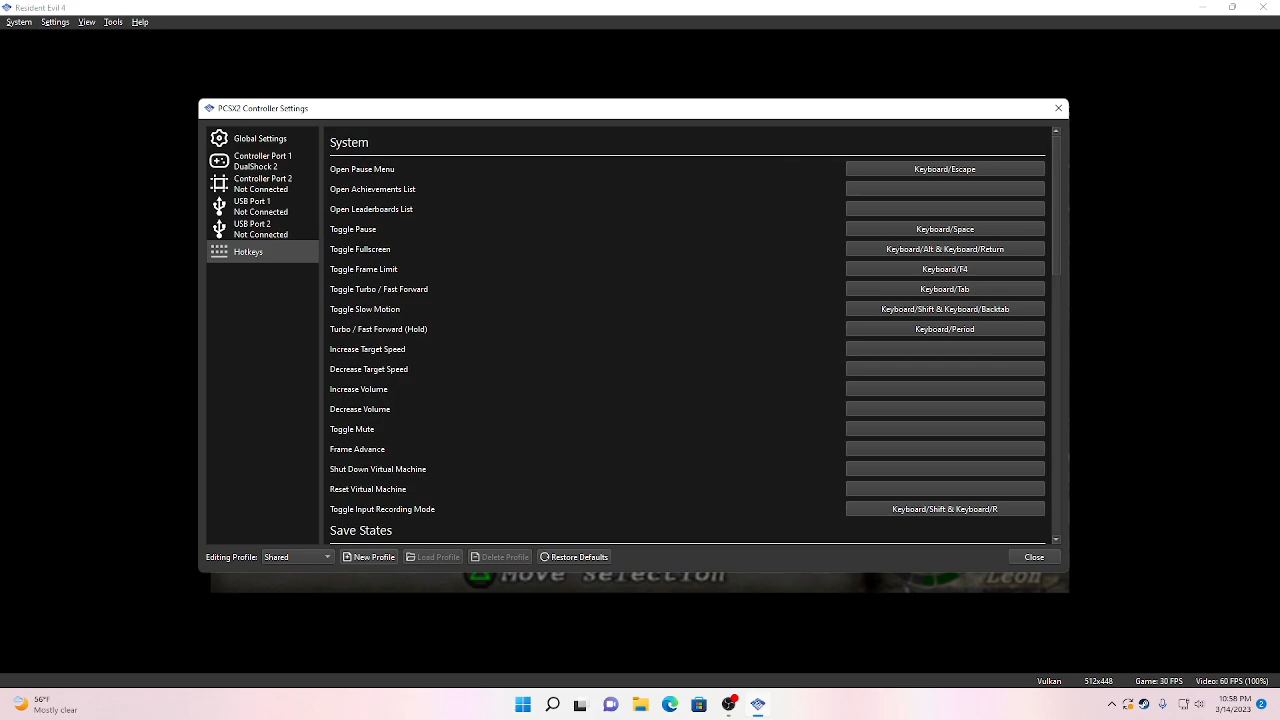 Resident Evil 4
System Settings View Tools Help
PCSX2 Controller Settings
Global Settings
Controller Port 1
DualShock 2
Controller Port 2
Not Connected
USB Port 1
Not Connected
USB Port 2
Not Connected
Hotkeys
System
Open Pause Menu Keyboard/Escape
Open Achievements List
Open Leaderboards List
Toggle Pause Keyboard/Space
Toggle Fullscreen Keyboard/Alt & Keyboard/Return
Toggle Frame Limit Keyboard/F4
Toggle Turbo / Fast Forward Keyboard/Tab
Toggle Slow Motion Keyboard/Shift & Keyboard/Backtab
Turbo / Fast Forward (Hold) Keyboard/Period
Increase Target Speed
Decrease Target Speed
Increase Volume
Decrease Volume
Toggle Mute
Frame Advance
Shut Down Virtual Machine
Reset Virtual Machine
Toggle Input Recording Mode Keyboard/Shift & Keyboard/R
Save States
Editing Profile: Shared New Profile Load Profile Delete Profile Restore Defaults Close
Move Selection Leon
Vulkan 512x448 Game: 30 FPS Video: 60 FPS (100%)
56°F
Mostly clear
10:58 PM
3/14/2023 2